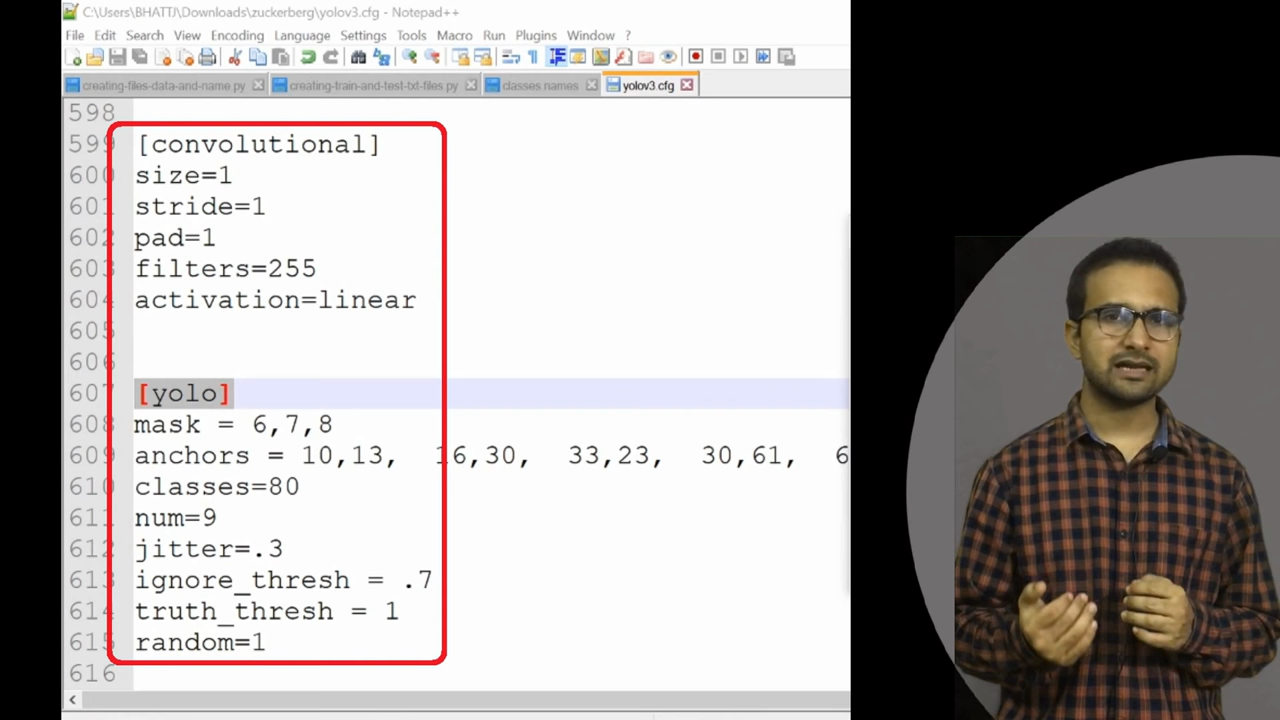 C:\Users\BHATTJ\Downloads\zuckerberg\yolov3.cfg - Notepad++
File Edit Search View Encoding Language Settings Tools Macro Run Plugins Window ?
creating-files-data-and-name.py creating-train-and-test-txt-files.py classes.names yolov3.cfg
598
599 [convolutional]
600 size=1
601 stride=1
602 pad=1
603 filters=255
604 activation=linear
605
606
607 [yolo]
608 mask = 6,7,8
609 anchors = 10,13, 16,30, 33,23, 30,61, 6
610 classes=80
611 num=9
612 jitter=.3
613 ignore_thresh = .7
614 truth_thresh = 1
615 random=1
616